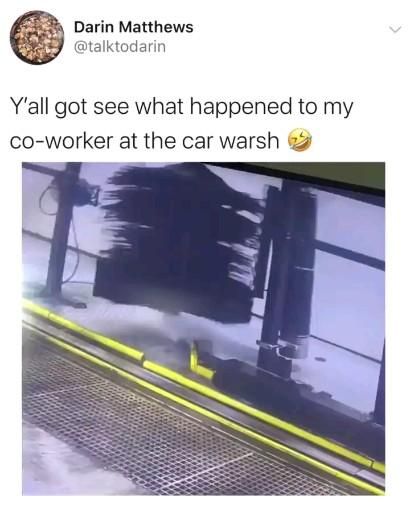 Darin Matthews
@talktodarin
Y'all got see what happened to my
co-worker at the car warsh 🤣